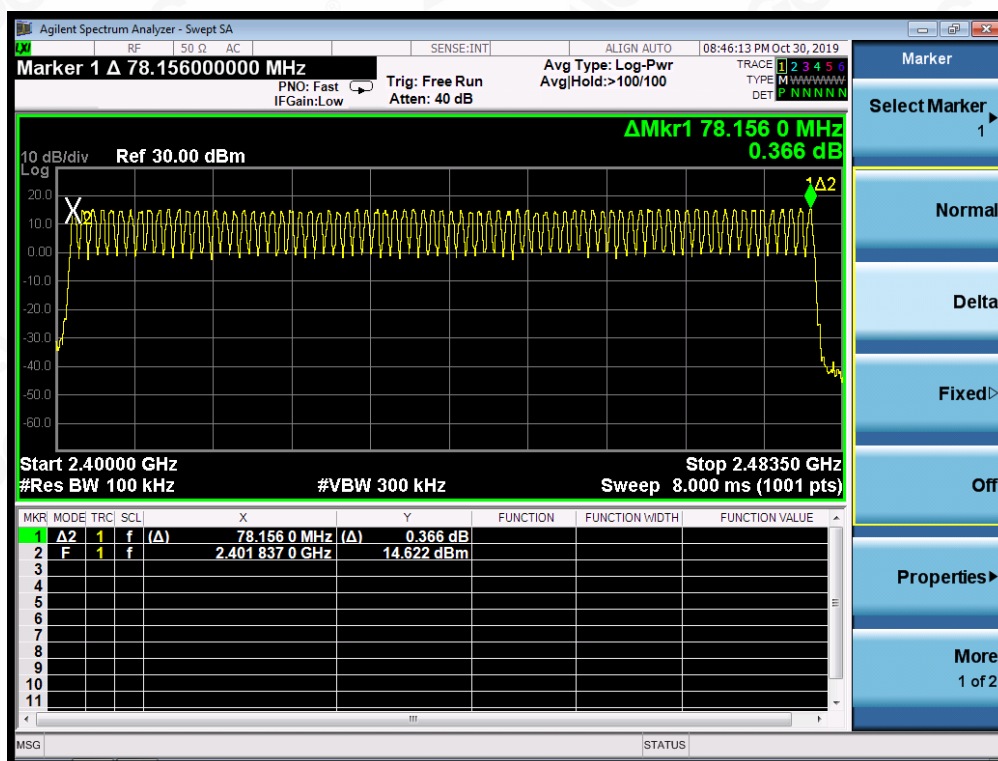 Agilent Spectrum Analyzer - Swept SA
LXI RF 50 Ω AC SENSE:INT ALIGN AUTO 08:46:13 PM Oct 30, 2019
Marker 1 Δ 78.156000000 MHz
PNO: Fast
IFGain:Low
Trig: Free Run
Atten: 40 dB
Avg Type: Log-Pwr
Avg|Hold:>100/100
TRACE 1 2 3 4 5 6
TYPE M WWWWW
DET P N N N N N
ΔMkr1 78.156 0 MHz
0.366 dB
10 dB/div Ref 30.00 dBm
Log
1Δ2
20.0
X2
10.0
0.00
-10.0
-20.0
-30.0
-40.0
-50.0
-60.0
Start 2.40000 GHz Stop 2.48350 GHz
#Res BW 100 kHz #VBW 300 kHz Sweep 8.000 ms (1001 pts)
MKR MODE TRC SCL X Y FUNCTION FUNCTION WIDTH FUNCTION VALUE
1 Δ2 1 f (Δ) 78.156 0 MHz (Δ) 0.366 dB
2 F 1 f 2.401 837 0 GHz 14.622 dBm
3
4
5
6
7
8
9
10
11
MSG STATUS
Marker
Select Marker
1
Normal
Delta
Fixed
Off
Properties
More
1 of 2